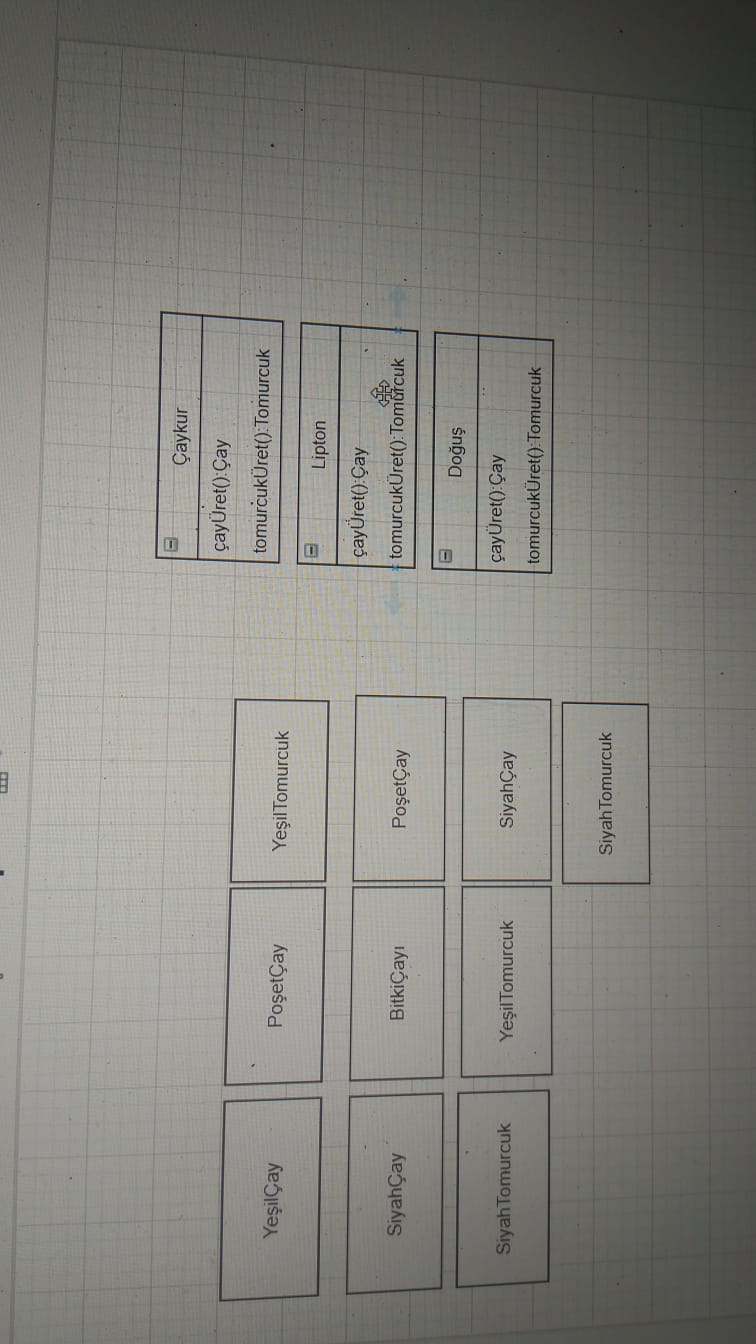 YeşilÇay
PoşetÇay
YeşilTomurcuk
SiyahÇay
BitkiÇayı
PoşetÇay
SiyahTomurcuk
YeşilTomurcuk
SiyahÇay
SiyahTomurcuk
Çaykur
çayÜret():Çay
tomurcukÜret():Tomurcuk
Lipton
çayÜret():Çay
tomurcukÜret():Tomurcuk
Doğuş
çayÜret():Çay
tomurcukÜret():Tomurcuk